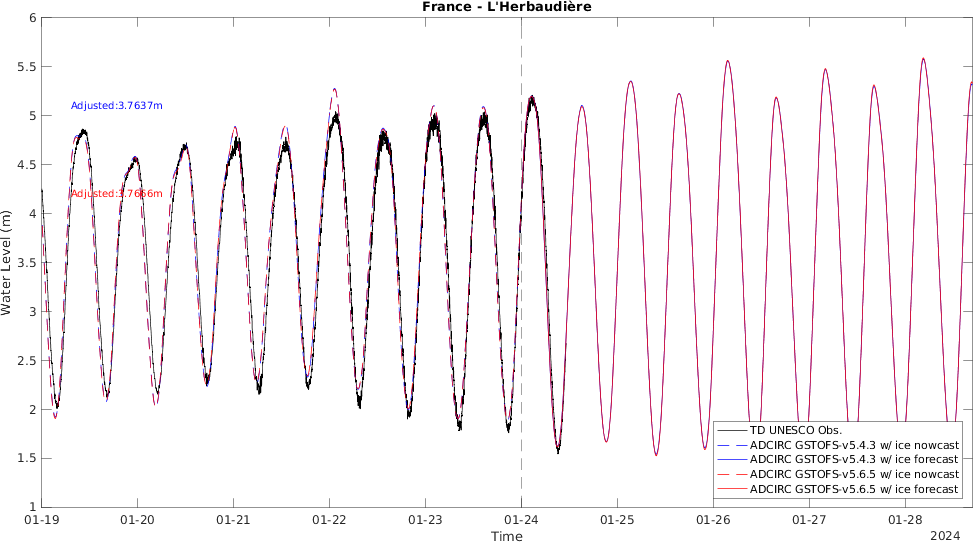 France - L'Herbaudière
6
5.5
5
4.5
4
3.5
3
2.5
2
1.5
1
Water Level (m)
Adjusted:3.7637m
Adjusted:3.7666m
TD UNESCO Obs.
ADCIRC GSTOFS-v5.4.3 w/ ice nowcast
ADCIRC GSTOFS-v5.4.3 w/ ice forecast
ADCIRC GSTOFS-v5.6.5 w/ ice nowcast
ADCIRC GSTOFS-v5.6.5 w/ ice forecast
01-19 01-20 01-21 01-22 01-23 01-24 01-25 01-26 01-27 01-28
Time
2024